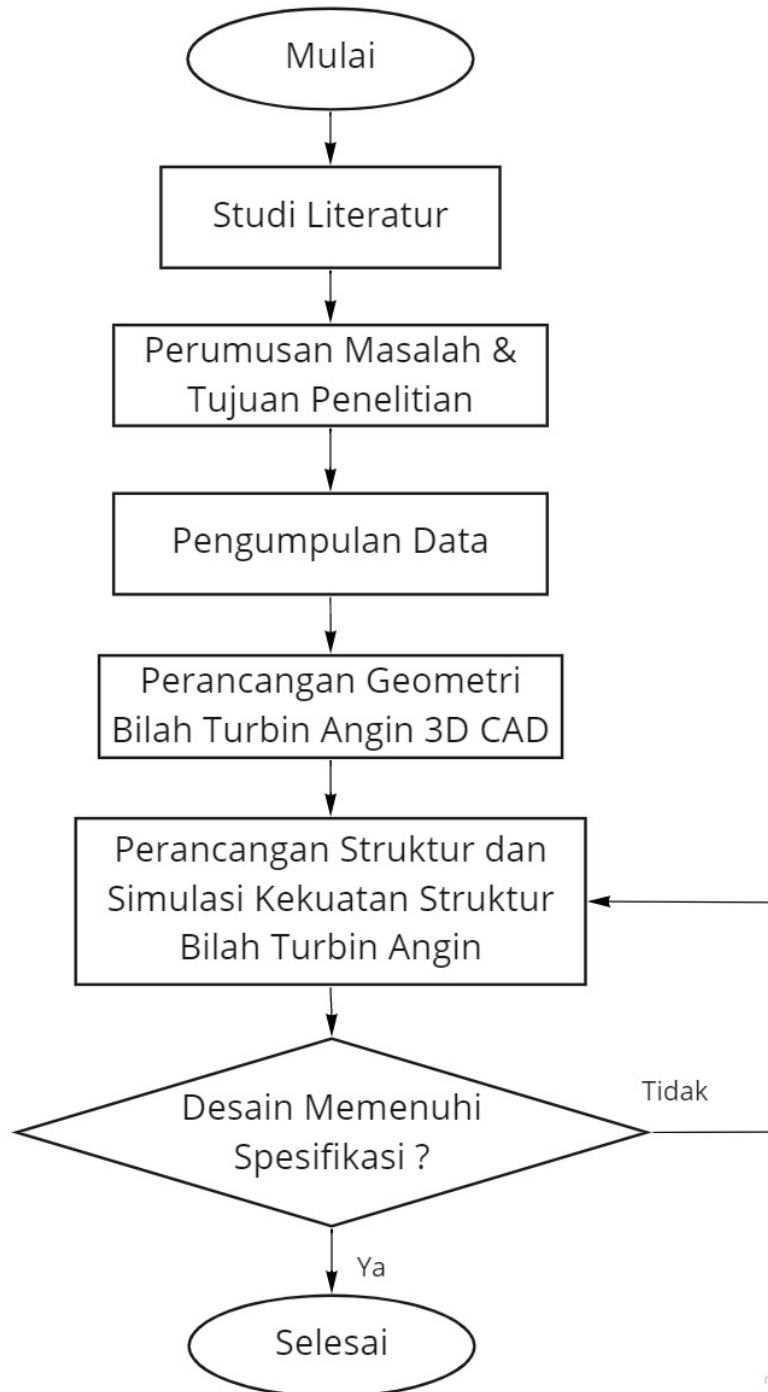 Mulai
Studi Literatur
Perumusan Masalah &
Tujuan Penelitian
Pengumpulan Data
Perancangan Geometri
Bilah Turbin Angin 3D CAD
Perancangan Struktur dan
Simulasi Kekuatan Struktur
Bilah Turbin Angin
Desain Memenuhi
Spesifikasi ?
Tidak
Ya
Selesai